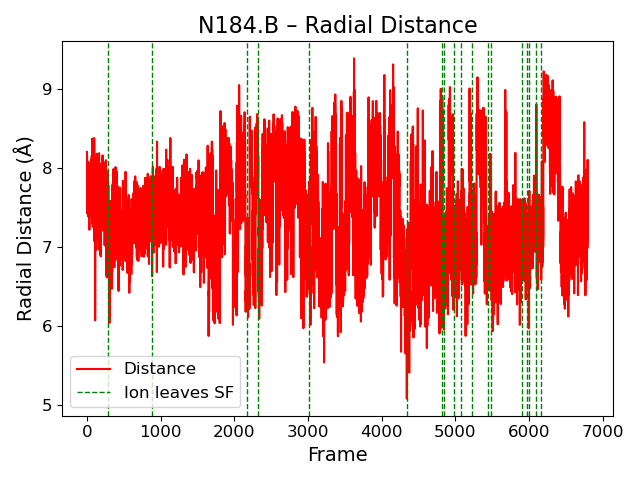 N184.B – Radial Distance
Radial Distance (Å)
9
8
7
6
5
Distance
Ion leaves SF
0 1000 2000 3000 4000 5000 6000 7000
Frame